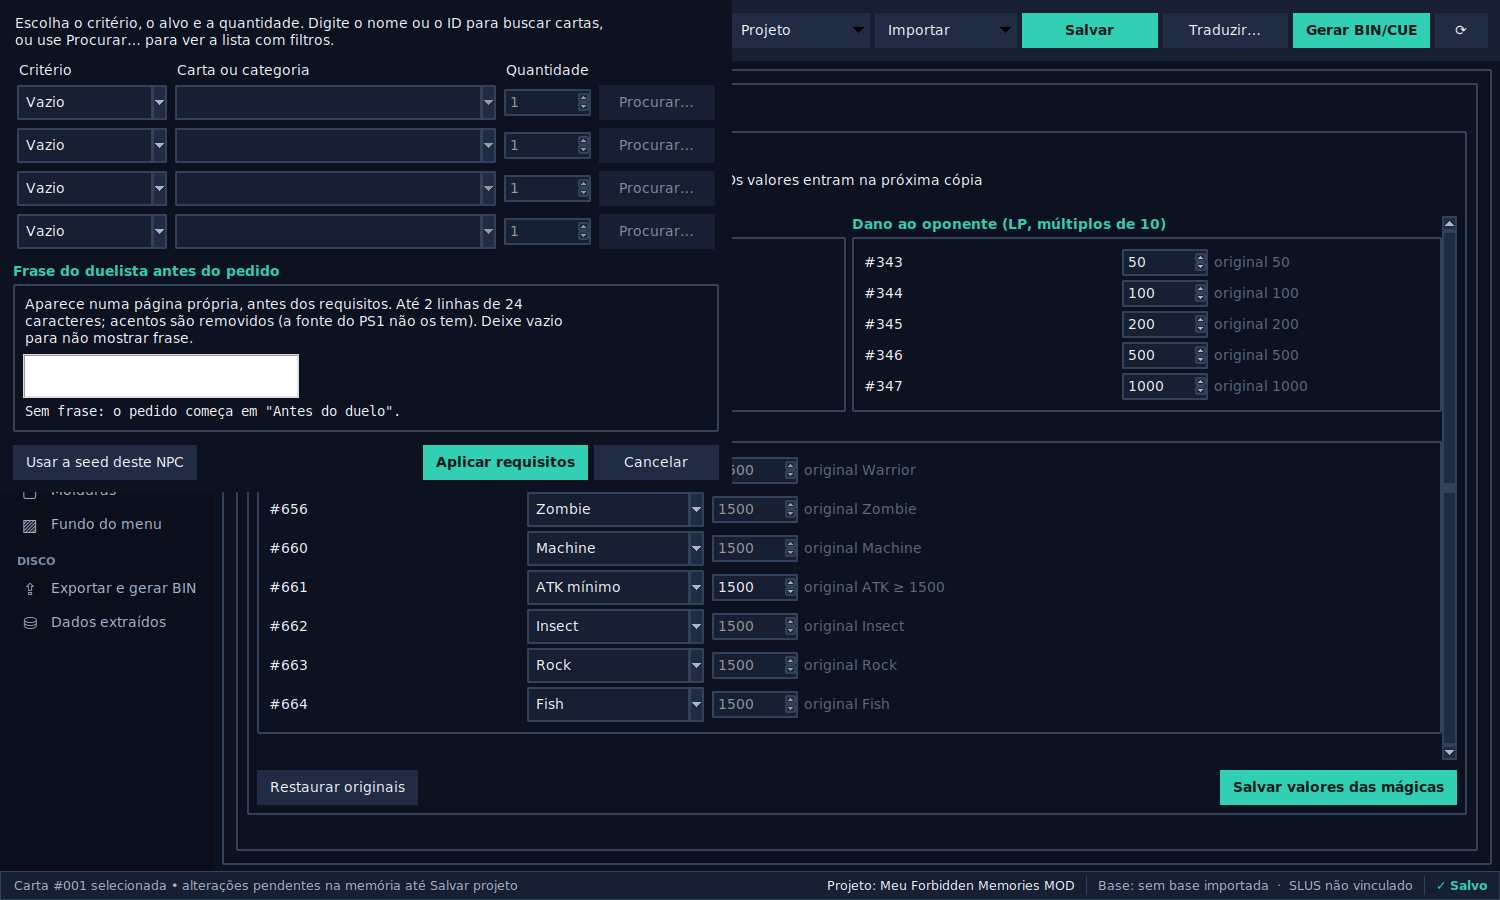 Escolha o critério, o alvo e a quantidade. Digite o nome ou o ID para buscar cartas,
ou use Procurar... para ver a lista com filtros.
Critério Carta ou categoria Quantidade
Vazio 1 Procurar...
Vazio 1 Procurar...
Vazio 1 Procurar...
Vazio 1 Procurar...
Frase do duelista antes do pedido
Aparece numa página própria, antes dos requisitos. Até 2 linhas de 24
caracteres; acentos são removidos (a fonte do PS1 não os tem). Deixe vazio
para não mostrar frase.
Sem frase: o pedido começa em "Antes do duelo".
Usar a seed deste NPC Aplicar requisitos Cancelar
Projeto Importar Salvar Traduzir... Gerar BIN/CUE ⟳
Os valores entram na próxima cópia
Dano ao oponente (LP, múltiplos de 10)
#343 50 original 50
#344 100 original 100
#345 200 original 200
#346 500 original 500
#347 1000 original 1000
original Warrior
#656 Zombie 1500 original Zombie
#660 Machine 1500 original Machine
#661 ATK mínimo 1500 original ATK ≥ 1500
#662 Insect 1500 original Insect
#663 Rock 1500 original Rock
#664 Fish 1500 original Fish
Restaurar originais Salvar valores das mágicas
Molduras
Fundo do menu
DISCO
Exportar e gerar BIN
Dados extraídos
Carta #001 selecionada • alterações pendentes na memória até Salvar projeto
Projeto: Meu Forbidden Memories MOD Base: sem base importada · SLUS não vinculado ✓ Salvo